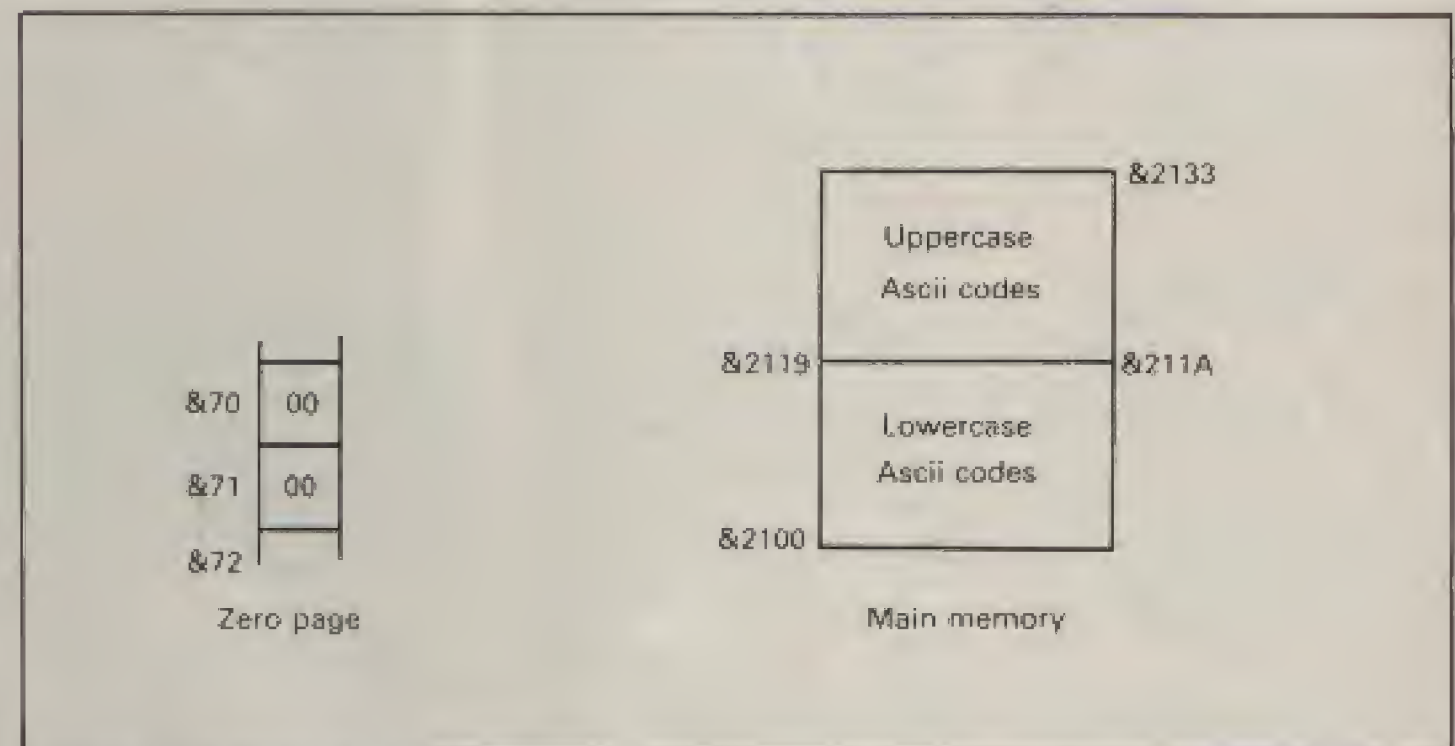 &2133
Uppercase
Ascii codes
&2119
&211A
&70 00
Lowercase
Ascii codes
&71 00
&2100
&72
Zero page
Main memory